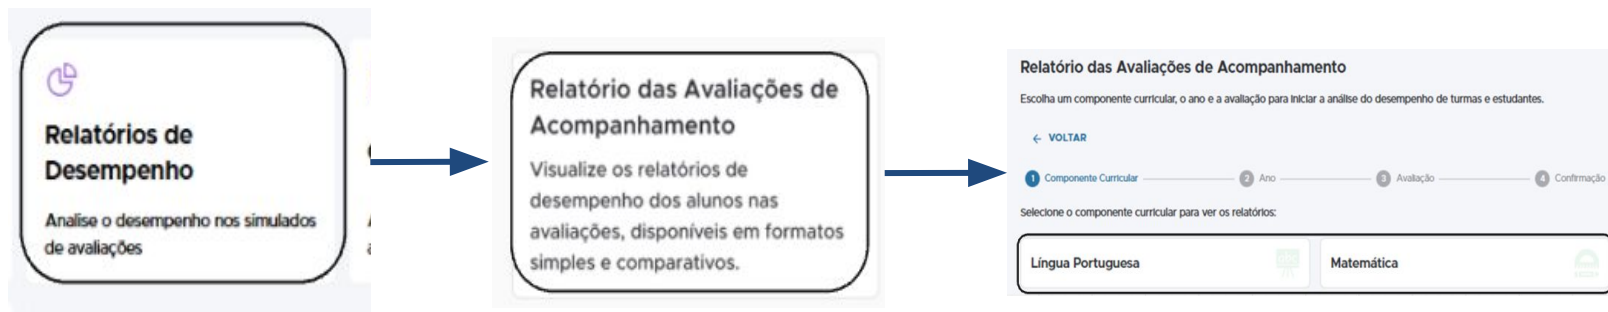 Relatórios de
Desempenho
Analise o desempenho nos simulados
de avaliações
Relatório das Avaliações de
Acompanhamento
Visualize os relatórios de
desempenho dos alunos nas
avaliações, disponíveis em formatos
simples e comparativos.
Relatório das Avaliações de Acompanhamento
Escolha um componente curricular, o ano e a avaliação para iniciar a análise do desempenho de turmas e estudantes.
← VOLTAR
1 Componente Curricular 2 Ano 3 Avaliação 4 Confirmação
Selecione o componente curricular para ver os relatórios:
Língua Portuguesa Matemática